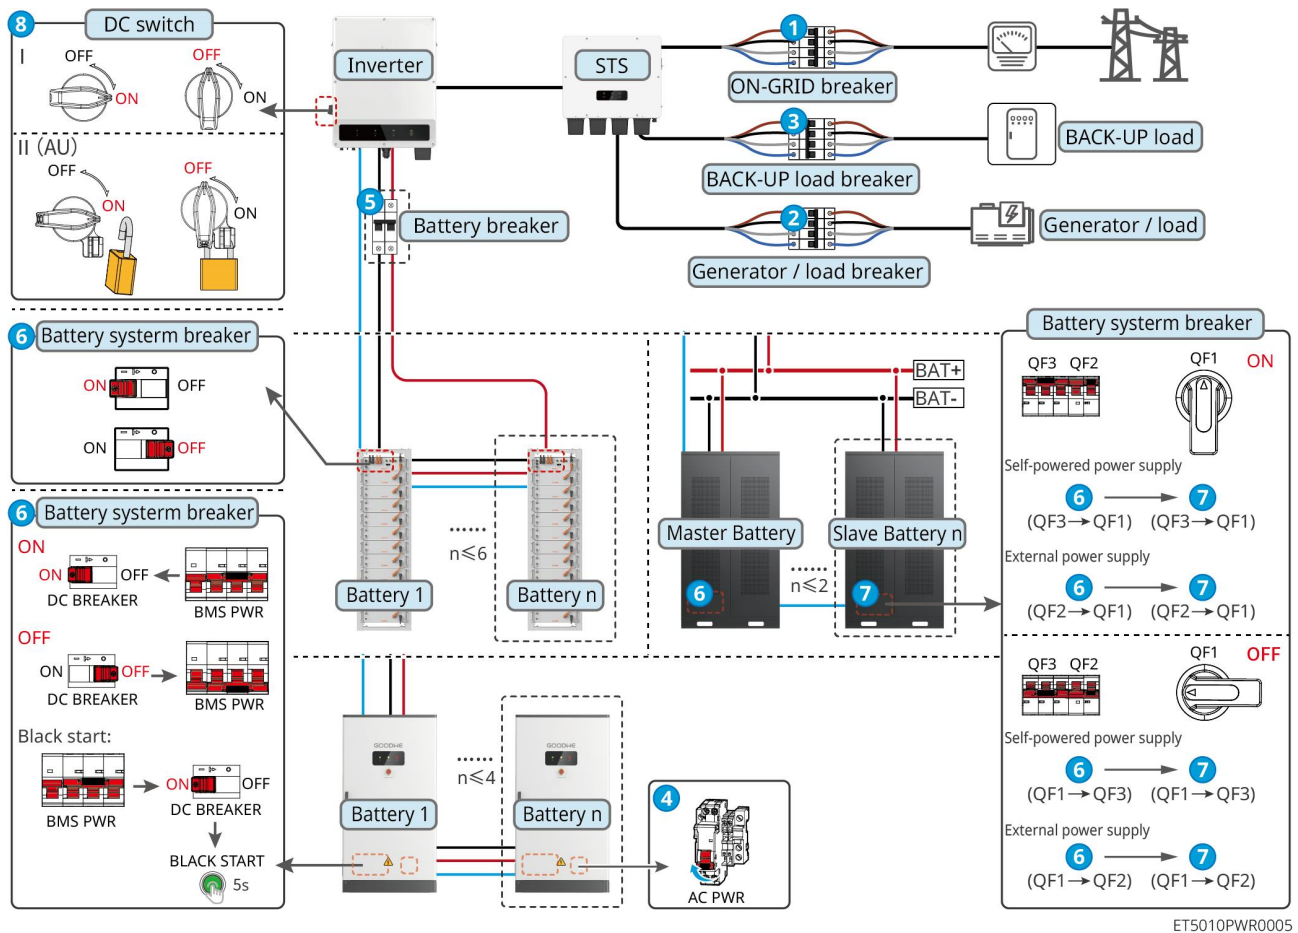 8 DC switch
I
OFF
ON
OFF
ON
II (AU)
OFF
ON
OFF
ON
Inverter
STS
1
ON-GRID breaker
3
BACK-UP load breaker
BACK-UP load
2
Generator / load breaker
Generator / load
5
Battery breaker
6 Battery systerm breaker
ON OFF
ON OFF
6 Battery systerm breaker
ON
ON OFF
DC BREAKER
BMS PWR
OFF
ON OFF
DC BREAKER
BMS PWR
Black start:
BMS PWR
ON OFF
DC BREAKER
BLACK START
5s
Battery 1
......
n≤6
Battery n
BAT+
BAT-
Master Battery
6
......
n≤2
Slave Battery n
7
GOODWE
Battery 1
......
n≤4
GOODWE
Battery n
4
AC PWR
Battery systerm breaker
QF3 QF2
QF1
ON
Self-powered power supply
6 → 7
(QF3→QF1) (QF3→QF1)
External power supply
6 → 7
(QF2→QF1) (QF2→QF1)
QF3 QF2
QF1
OFF
Self-powered power supply
6 → 7
(QF1→QF3) (QF1→QF3)
External power supply
6 → 7
(QF1→QF2) (QF1→QF2)
ET5010PWR0005